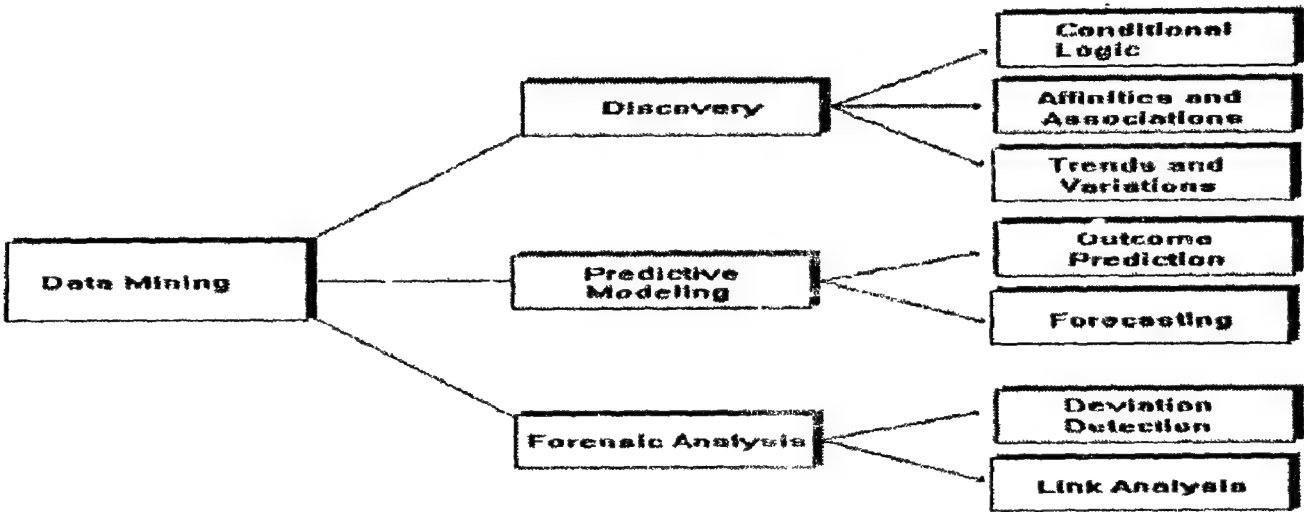 Conditional
Logic
Discovery
Affinities and
Associations
Trends and
Variations
Data Mining
Predictive
Modeling
Outcome
Prediction
Forecasting
Forensic Analysis
Deviation
Detection
Link Analysis